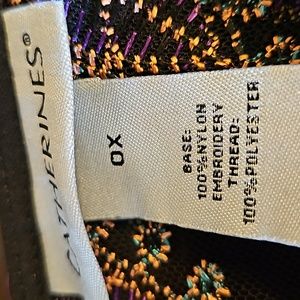 CATHERINES®
0X
BASE:
100%NYLON
EMBROIDERY
THREAD:
100%POLYESTER